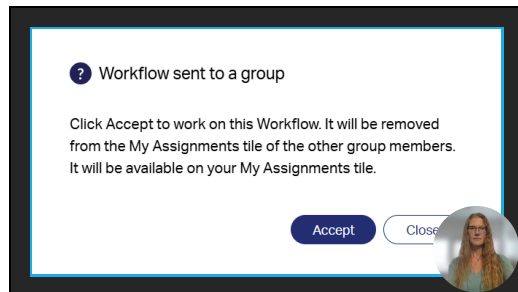 ? Workflow sent to a group
Click Accept to work on this Workflow. It will be removed
from the My Assignments tile of the other group members.
It will be available on your My Assignments tile.
Accept Close